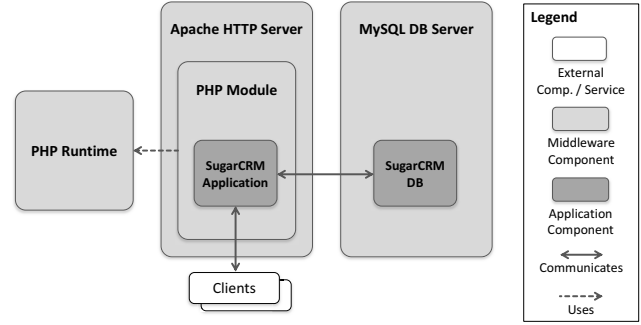 Apache HTTP Server
MySQL DB Server
PHP Module
PHP Runtime
SugarCRM
Application
SugarCRM
DB
Clients
Legend
External
Comp. / Service
Middleware
Component
Application
Component
Communicates
Uses